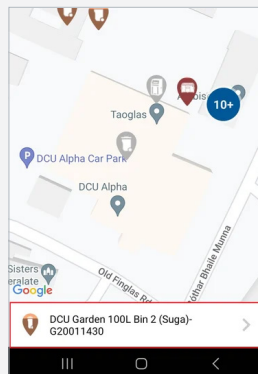 Taoglas
10+
DCU Alpha Car Park
P
DCU Alpha
Sisters
Old Finglas Rd
Bóthar Bhaile Munna
Google
DCU Garden 100L Bin 2 (Suga)-
G20011430